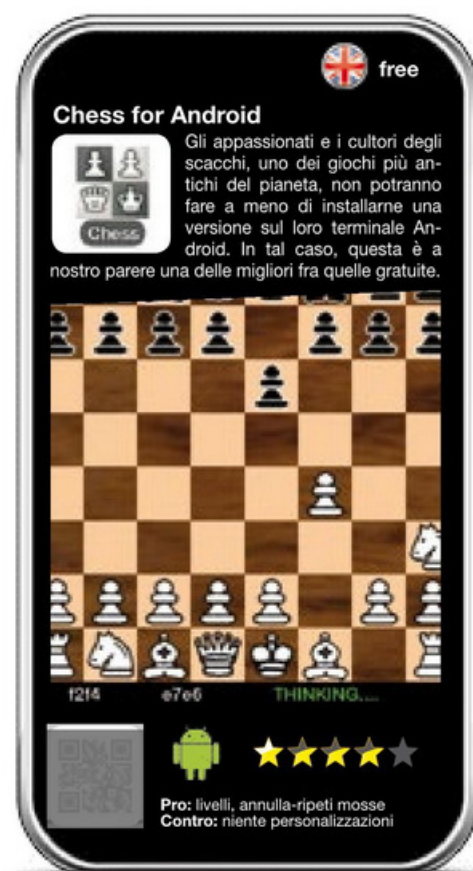 free
Chess for Android
Gli appassionati e i cultori degli
scacchi, uno dei giochi più an-
tichi del pianeta, non potranno
fare a meno di installarne una
versione sul loro terminale An-
droid. In tal caso, questa è a
nostro parere una delle migliori fra quelle gratuite.
Chess
f2f4 e7e6 THINKING....
Pro: livelli, annulla-ripeti mosse
Contro: niente personalizzazioni